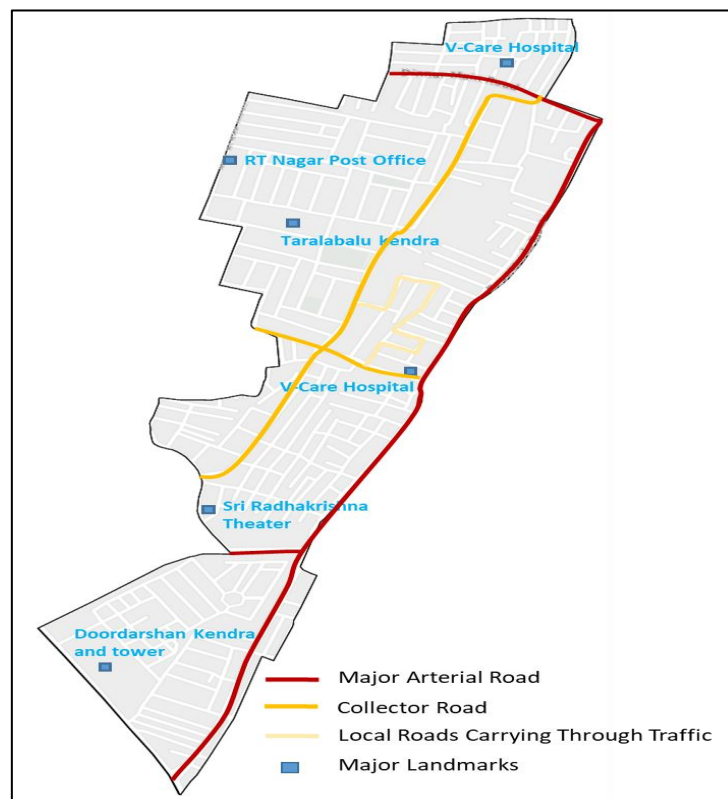 V-Care Hospital
RT Nagar Post Office
Taralabalu kendra
V-Care Hospital
Sri Radhakrishna
Theater
Doordarshan Kendra
and tower
Major Arterial Road
Collector Road
Local Roads Carrying Through Traffic
Major Landmarks